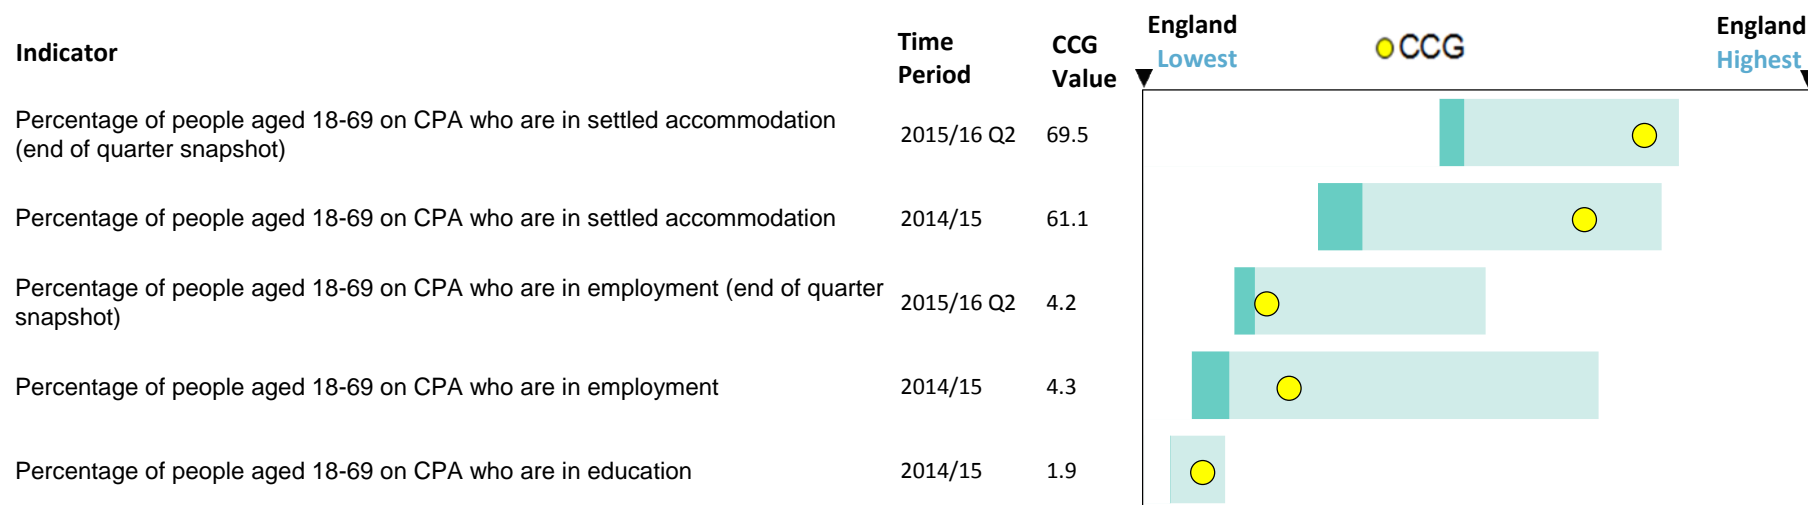 Indicator
Time
Period
CCG
Value
England
Lowest
CCG
England
Highest
Percentage of people aged 18-69 on CPA who are in settled accommodation
(end of quarter snapshot)
2015/16 Q2
69.5
Percentage of people aged 18-69 on CPA who are in settled accommodation
2014/15
61.1
Percentage of people aged 18-69 on CPA who are in employment (end of quarter
snapshot)
2015/16 Q2
4.2
Percentage of people aged 18-69 on CPA who are in employment
2014/15
4.3
Percentage of people aged 18-69 on CPA who are in education
2014/15
1.9